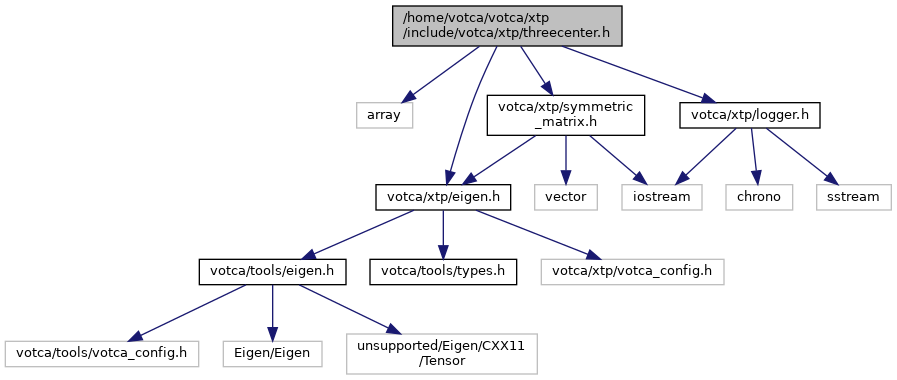 /home/votca/votca/xtp
/include/votca/xtp/threecenter.h
array
votca/xtp/symmetric
_matrix.h
votca/xtp/logger.h
votca/xtp/eigen.h
vector
iostream
chrono
sstream
votca/tools/eigen.h
votca/tools/types.h
votca/xtp/votca_config.h
votca/tools/votca_config.h
Eigen/Eigen
unsupported/Eigen/CXX11
/Tensor